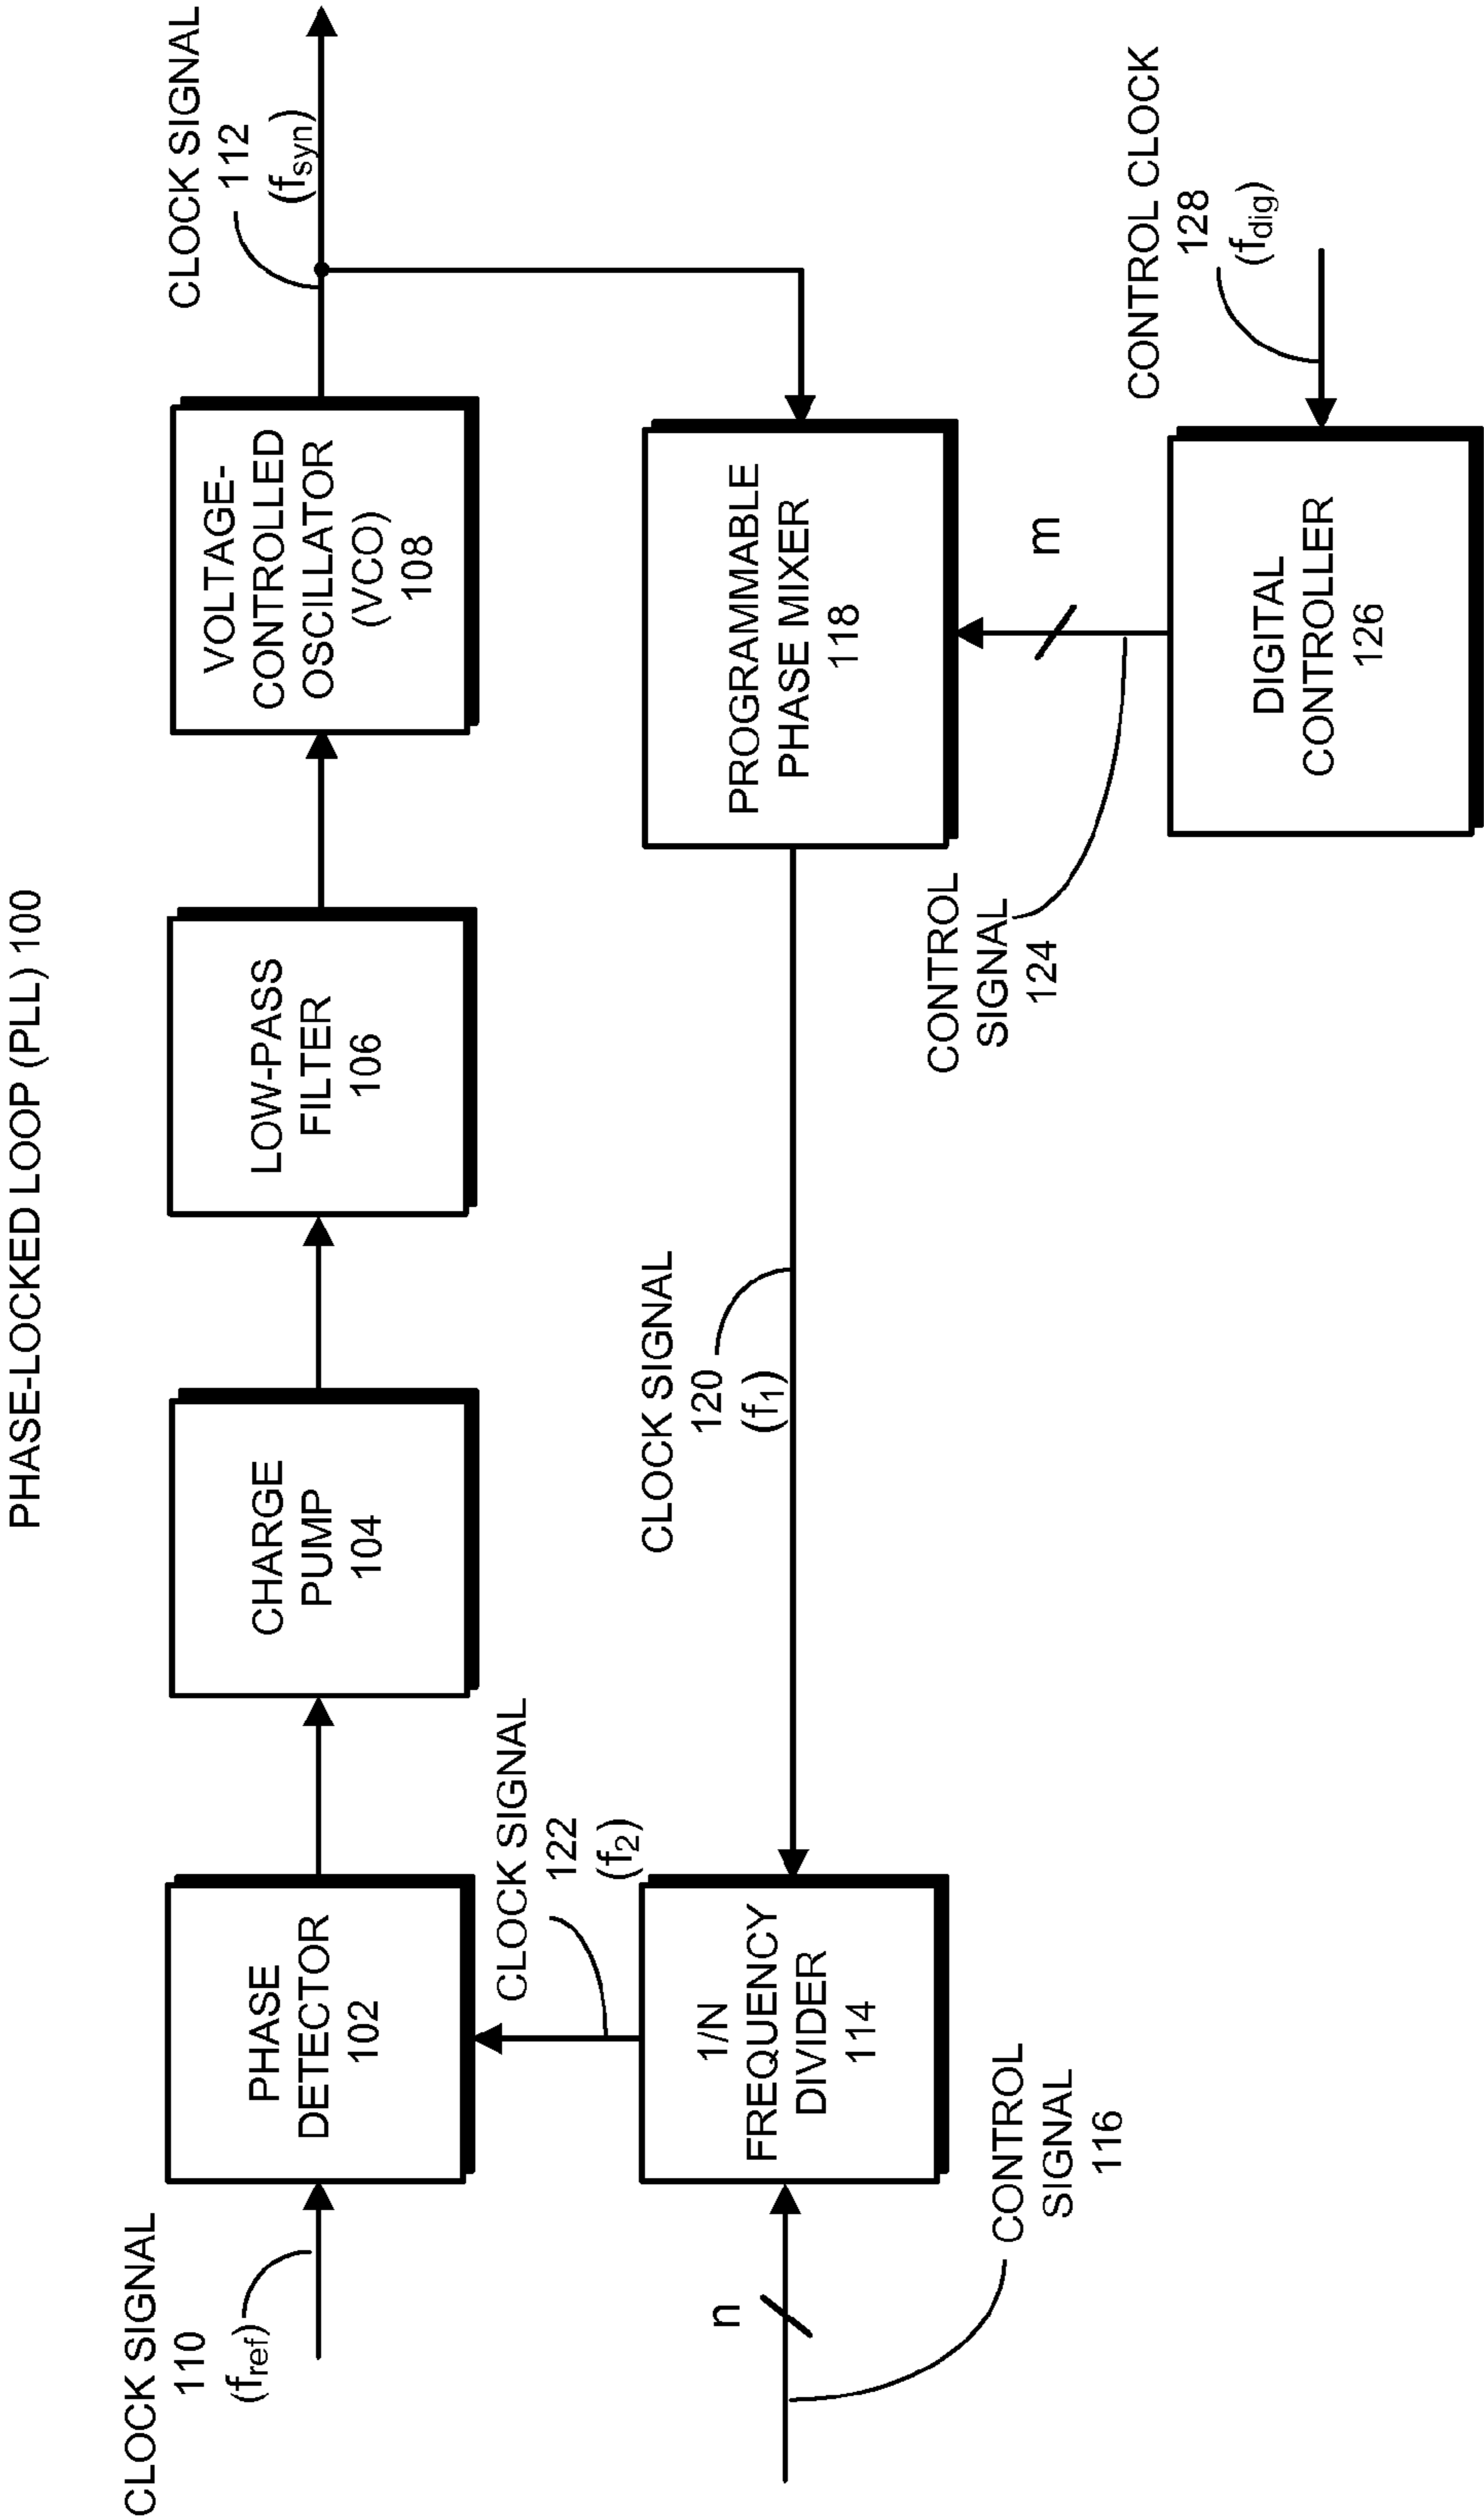 PHASE-LOCKED LOOP (PLL) 100
CLOCK SIGNAL
110
(fref)
PHASE
DETECTOR
102
CHARGE
PUMP
104
LOW-PASS
FILTER
106
VOLTAGE-
CONTROLLED
OSCILLATOR
(VCO)
108
CLOCK SIGNAL
112
(fsyn)
CLOCK SIGNAL
122
(f2)
n
1/N
FREQUENCY
DIVIDER
114
CONTROL
SIGNAL
116
CLOCK SIGNAL
120
(f1)
PROGRAMMABLE
PHASE MIXER
118
CONTROL
SIGNAL
124
m
DIGITAL
CONTROLLER
126
CONTROL CLOCK
128
(fdig)